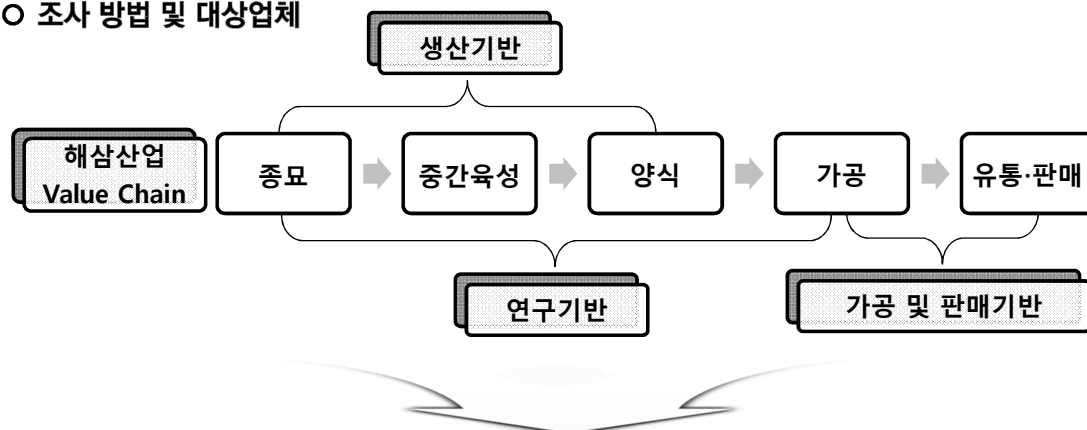 ○ 조사 방법 및 대상업체
생산기반
해삼산업
Value Chain
종묘
중간육성
양식
가공
유통·판매
연구기반
가공 및 판매기반